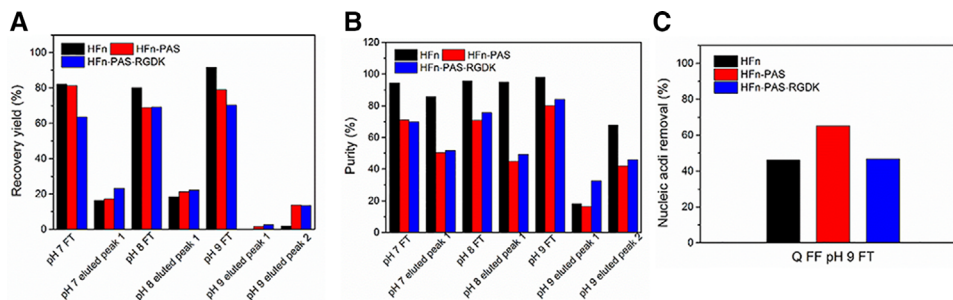 A
HFn HFn-PAS
HFn-PAS-RGDK
Recovery yield (%)
100
80
60
40
20
0
pH 7 FT
pH 7 eluted peak 1
pH 8 FT
pH 8 eluted peak 1
pH 9 FT
pH 9 eluted peak 1
pH 9 eluted peak 2
B
HFn HFn-PAS
HFn-PAS-RGDK
Purity (%)
120
100
80
60
40
20
0
pH 7 FT
pH 7 eluted peak 1
pH 8 FT
pH 8 eluted peak 1
pH 9 FT
pH 9 eluted peak 1
pH 9 eluted peak 2
C
HFn
HFn-PAS
HFn-PAS-RGDK
Nucleic acdi removal (%)
100
80
60
40
20
0
Q FF pH 9 FT